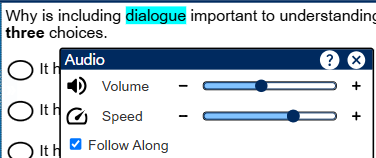 Why is including dialogue important to understanding
three choices.
Audio ? ×
It h
Volume - +
It h
Speed - +
Follow Along
It h